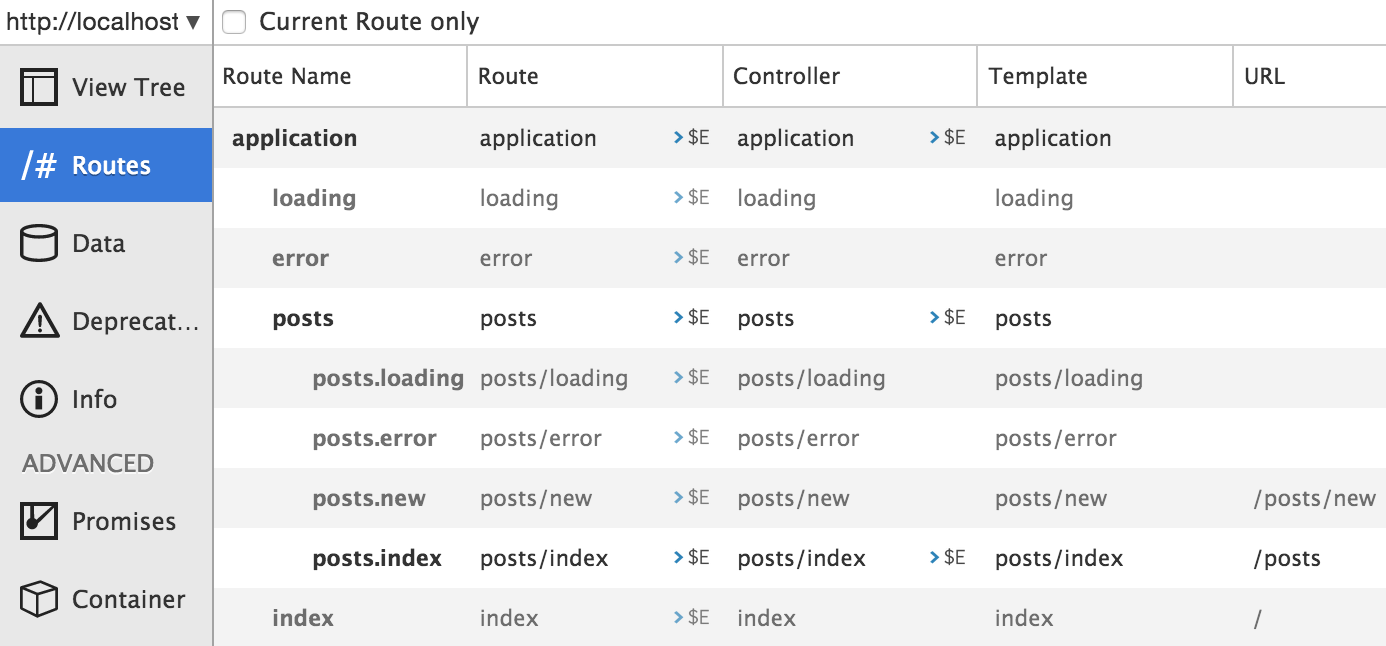 http://localhost ▼
Current Route only
View Tree
/# Routes
Data
Deprecat...
Info
ADVANCED
Promises
Container
Route Name Route Controller Template URL
application application >$E application >$E application
loading loading >$E loading loading
error error >$E error error
posts posts >$E posts >$E posts
posts.loading posts/loading >$E posts/loading posts/loading
posts.error posts/error >$E posts/error posts/error
posts.new posts/new >$E posts/new posts/new /posts/new
posts.index posts/index >$E posts/index >$E posts/index /posts
index index >$E index index /